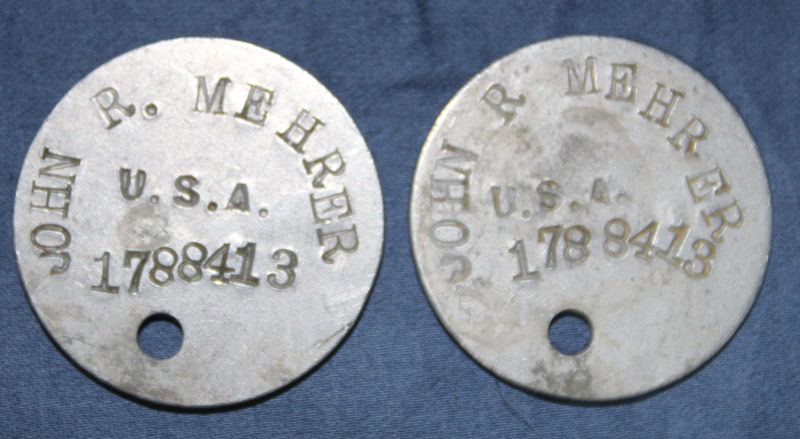 JOHN R. MEHRER
U.S.A.
1788413
JOHN R MEHRER
U.S.A.
1788413